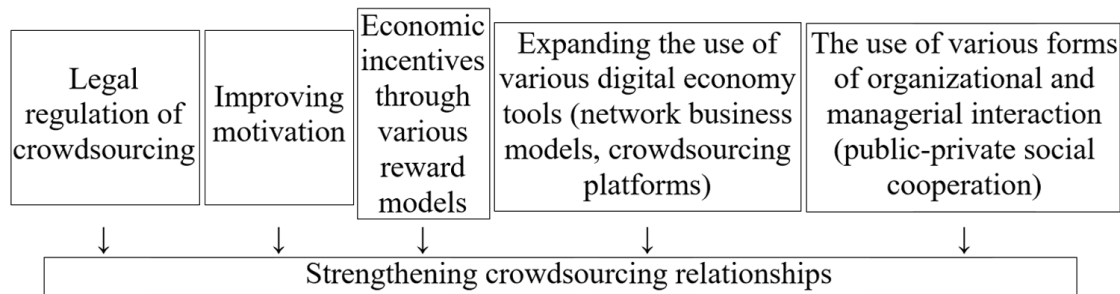 Legal
regulation of
crowdsourcing
Improving
motivation
Economic
incentives
through
various
reward
models
Expanding the use of
various digital economy
tools (network business
models, crowdsourcing
platforms)
The use of various forms
of organizational and
managerial interaction
(public-private social
cooperation)
Strengthening crowdsourcing relationships